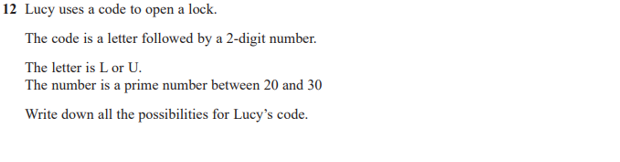 12 Lucy uses a code to open a lock.
The code is a letter followed by a 2-digit number.
The letter is L or U.
The number is a prime number between 20 and 30
Write down all the possibilities for Lucy's code.